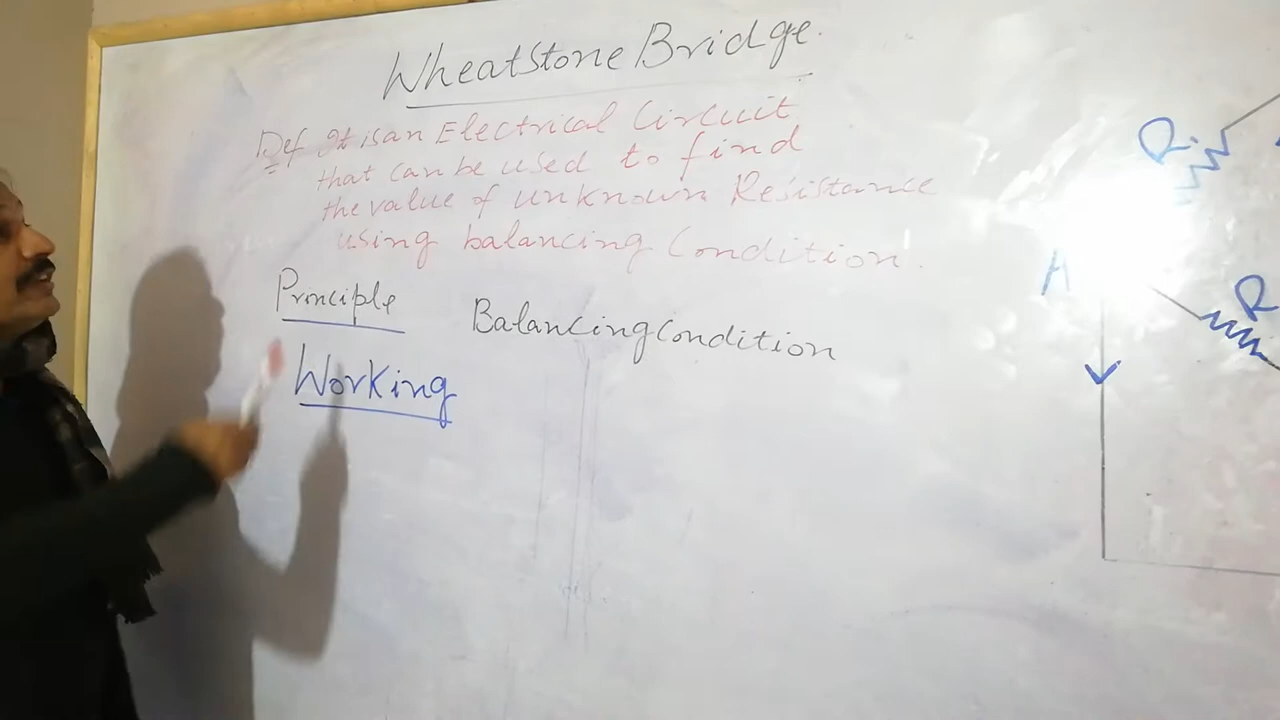 Wheatstone Bridge.
Def It is an Electrical Circuit
that can be used to find
the value of unknown Resistance
using balancing Condition.
Principle Balancing condition
Working
R
A
R